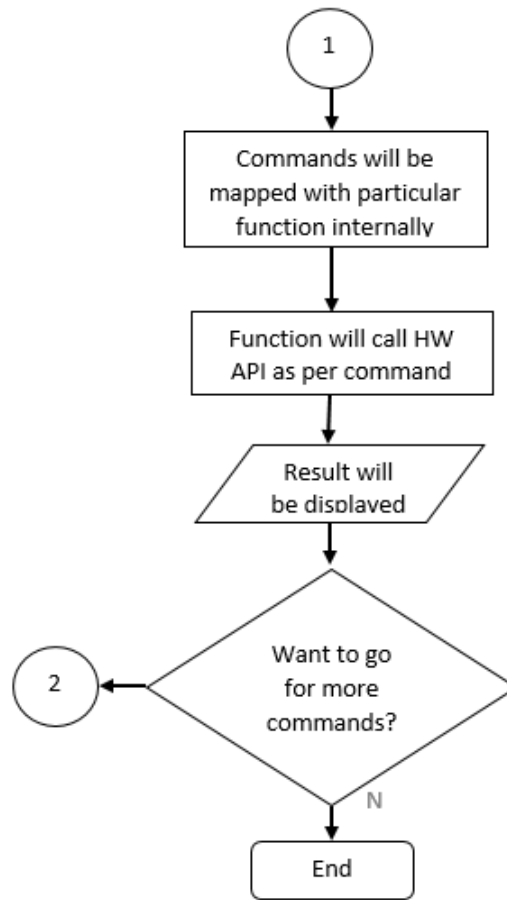 1
Commands will be
mapped with particular
function internally
Function will call HW
API as per command
Result will
be displayed
Want to go
for more
commands?
2
N
End